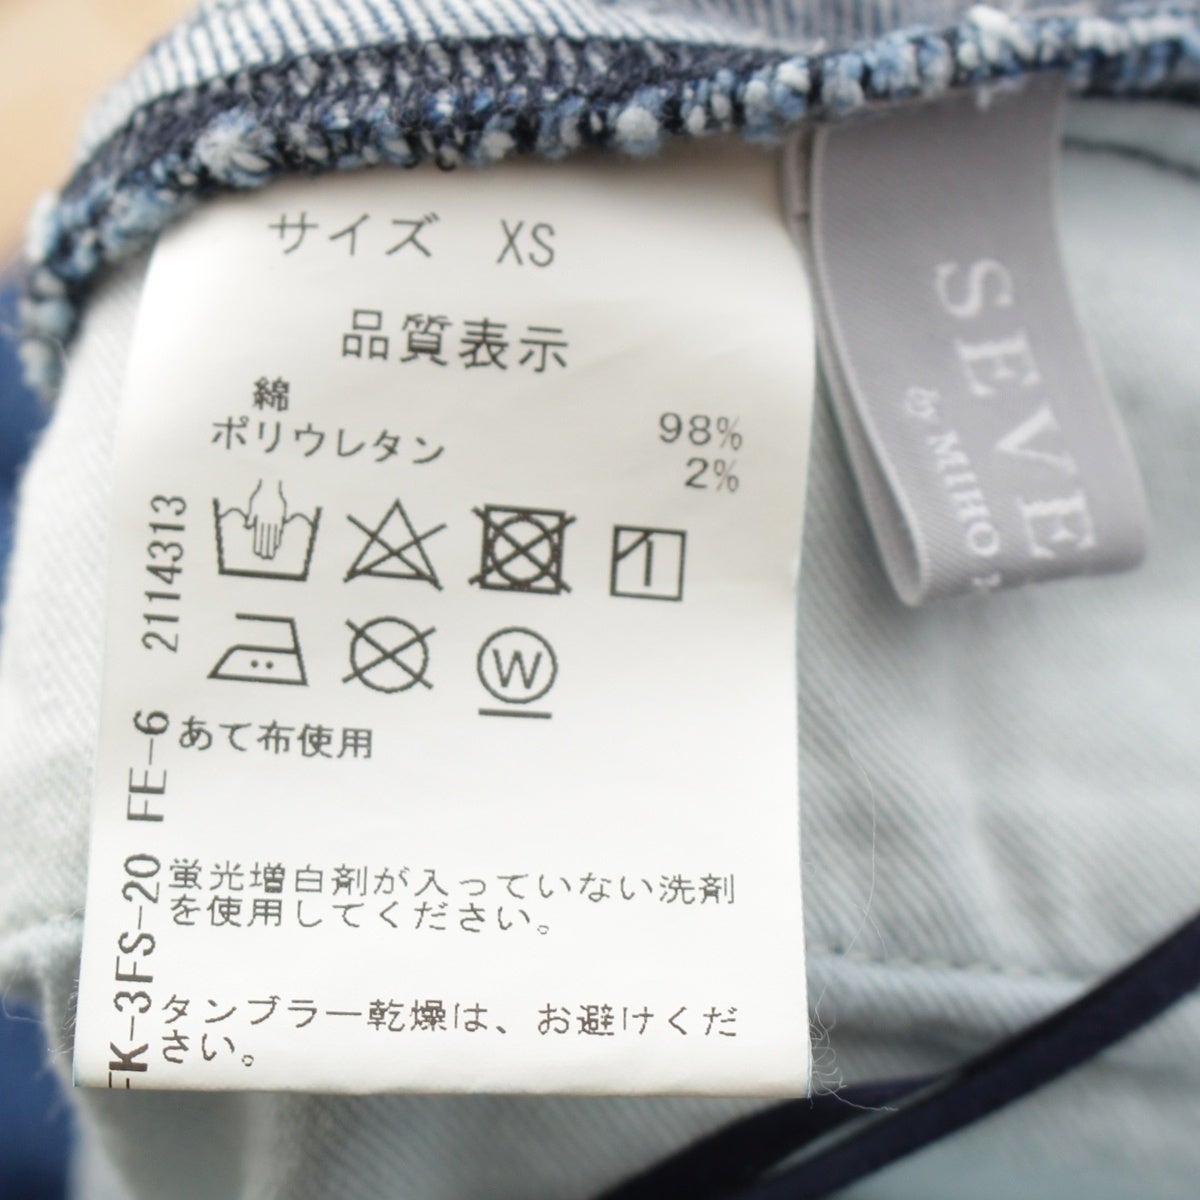 サイズ XS
品質表示
綿 98%
ポリウレタン 2%
W
あて布使用
蛍光増白剤が入っていない洗剤
を使用してください。
タンブラー乾燥は、お避けくだ
さい。
FK-3FS-20 FE-6 2114313
SEVE
by MIHO